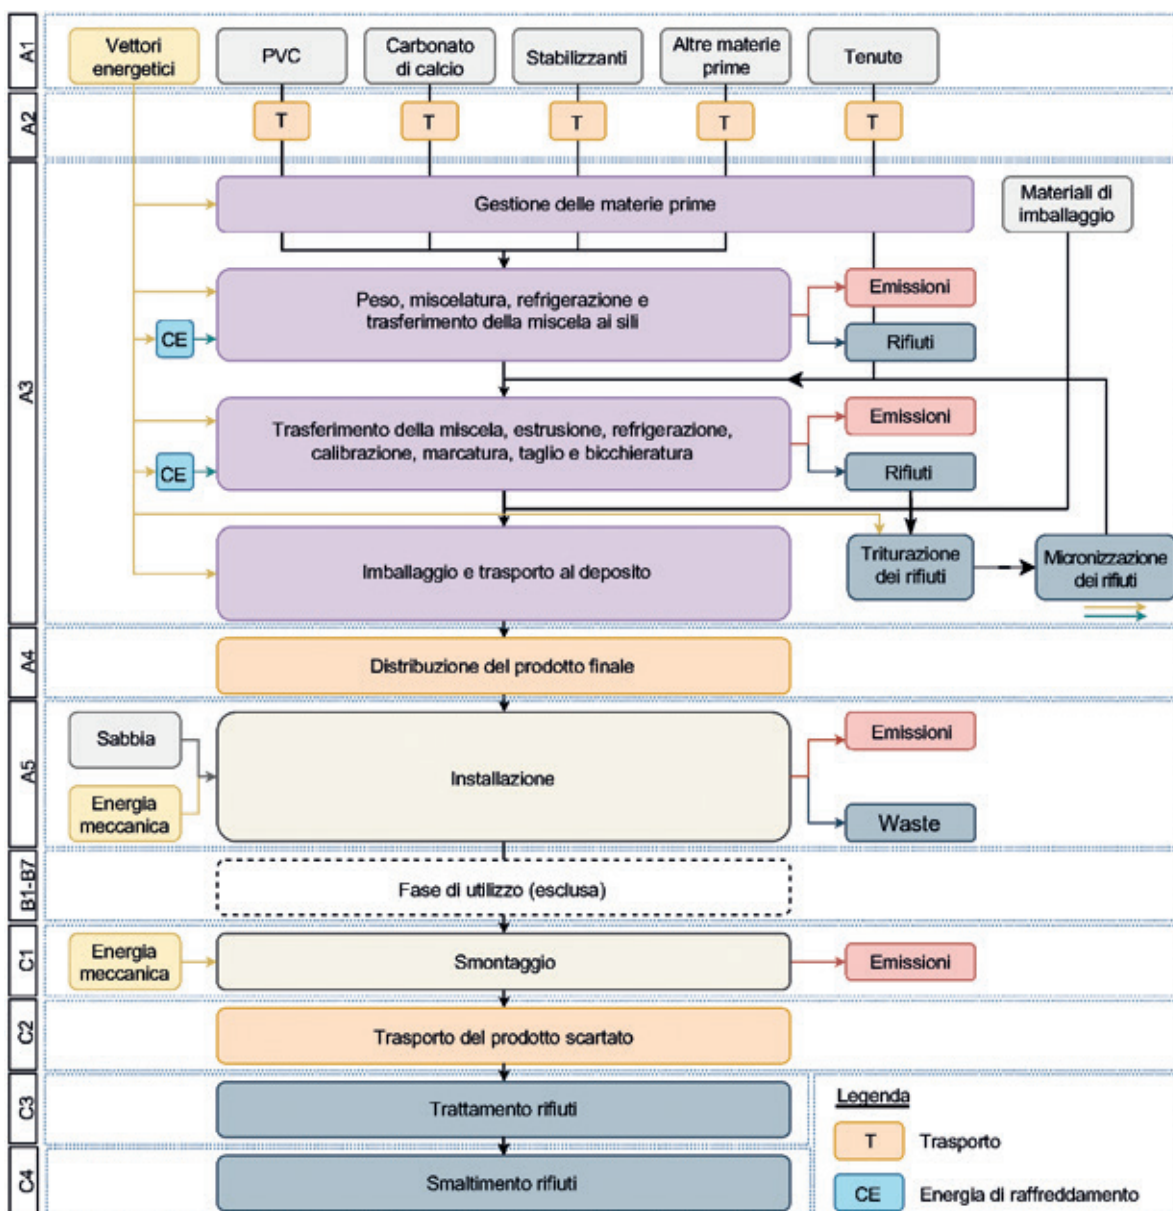 A1
Vettori
energetici
PVC
Carbonato
di calcio
Stabilizzanti
Altre materie
prime
Tenute
A2
T
T
T
T
T
A3
Gestione delle materie prime
Materiali di
imballaggio
Peso, miscelatura, refrigerazione e
trasferimento della miscela ai sili
Emissioni
CE
Rifiuti
Trasferimento della miscela, estrusione, refrigerazione,
calibrazione, marcatura, taglio e bicchieratura
Emissioni
CE
Rifiuti
Imballaggio e trasporto al deposito
Triturazione
dei rifiuti
Micronizzazione
dei rifiuti
A4
Distribuzione del prodotto finale
A5
Sabbia
Energia
meccanica
Installazione
Emissioni
Waste
B1-B7
Fase di utilizzo (esclusa)
C1
Energia
meccanica
Smontaggio
Emissioni
C2
Trasporto del prodotto scartato
C3
Trattamento rifiuti
C4
Smaltimento rifiuti
Legenda
T
Trasporto
CE
Energia di raffreddamento